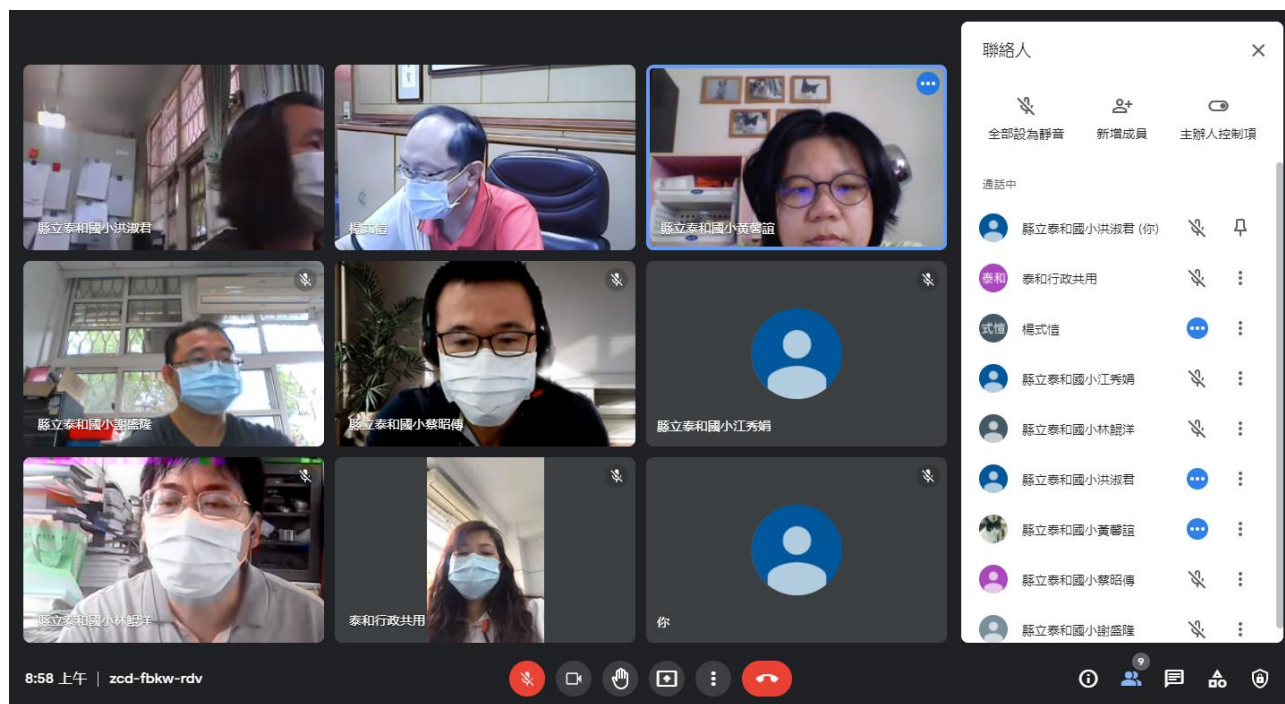 聯絡人
全部設為靜音
新增成員
主辦人控制項
通話中
縣立泰和國小洪淑君 (你)
泰和
泰和行政共用
式愷
楊式愷
縣立泰和國小江秀娟
縣立泰和國小林鋧洋
縣立泰和國小洪淑君
縣立泰和國小黃馨誼
縣立泰和國小蔡昭傳
縣立泰和國小謝盛隆
縣立泰和國小洪淑君
楊式愷
縣立泰和國小黃馨誼
縣立泰和國小謝盛隆
縣立泰和國小蔡昭傳
縣立泰和國小江秀娟
縣立泰和國小林鋧洋
泰和行政共用
你
8:58 上午 | zcd-fbkw-rdv
9